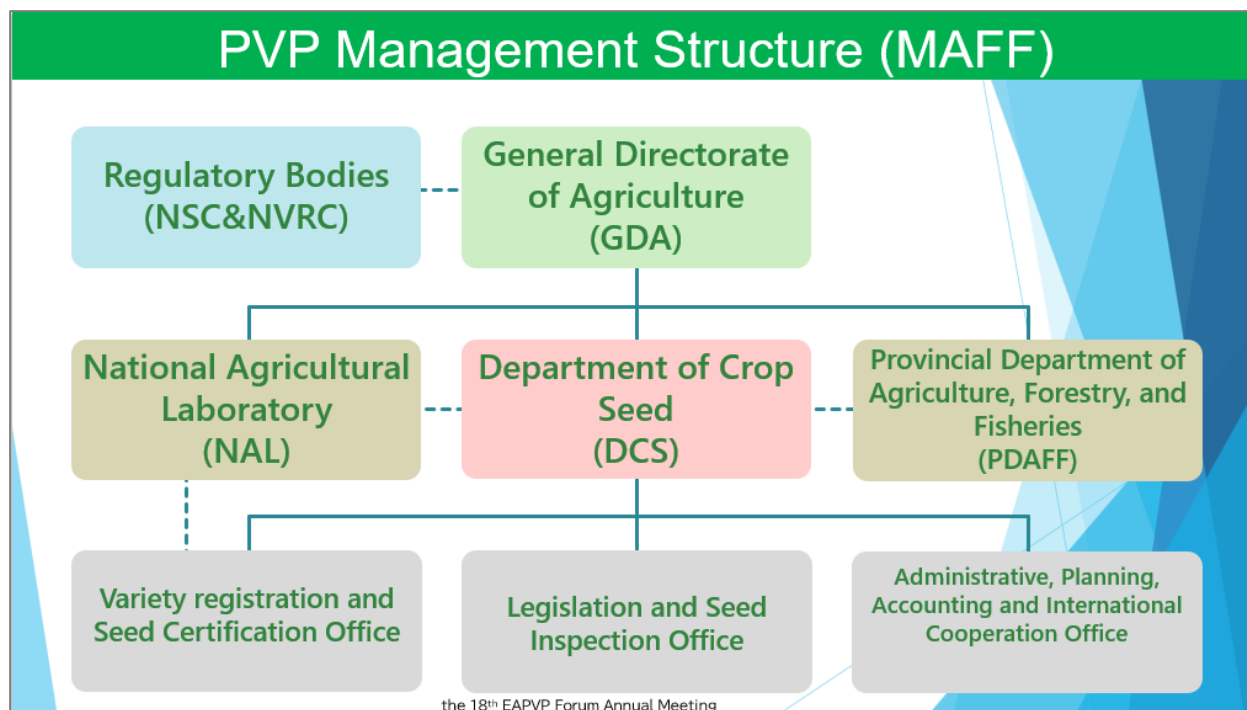 PVP Management Structure (MAFF)
Regulatory Bodies
(NSC&NVRC)
General Directorate
of Agriculture
(GDA)
National Agricultural
Laboratory
(NAL)
Department of Crop
Seed
(DCS)
Provincial Department of
Agriculture, Forestry, and
Fisheries
(PDAFF)
Variety registration and
Seed Certification Office
Legislation and Seed
Inspection Office
Administrative, Planning,
Accounting and International
Cooperation Office
the 18th EAPVP Forum Annual Meeting